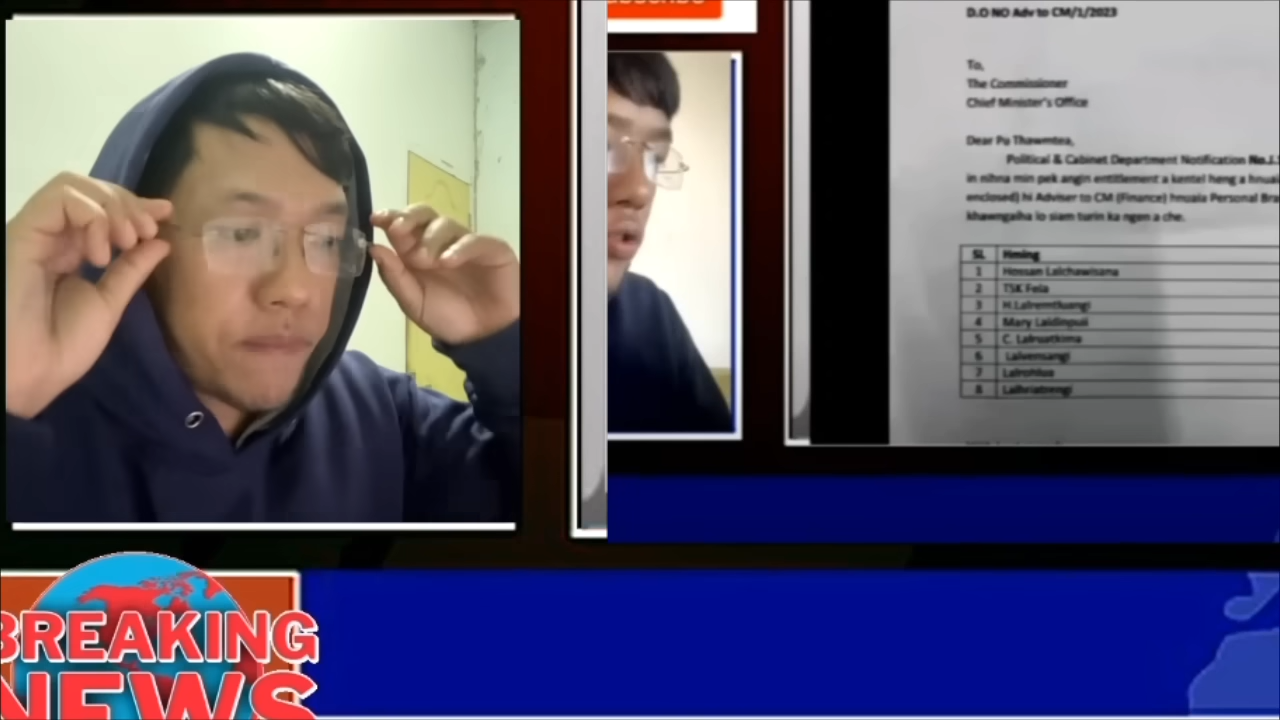 D.O NO Adv to CM/1/2023
To,
The Commissioner
Chief Minister's Office
Dear Pu Thawmtea,
Political & Cabinet Department Notification No.J.
in nihna min pek angin entitlement a kentel heng a hnuai
enclosed) hi Adviser to CM (Finance) hnuaia Personal Bra
khawngaiha lo siam turin ka ngen a che.
SL Hming
1 Hossan Lalchawisana
2 TSK Fela
3 H.Lalremtluangi
4 Mary Laldinpuii
5 C. Lalruatkima
6 Lalvensangi
7 Lalrohlua
8 Lalhriatrengi
BREAKING
NEWS